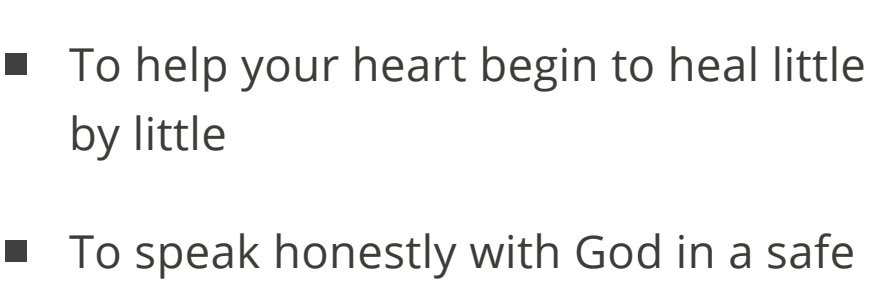 ■ To help your heart begin to heal little
by little
■ To speak honestly with God in a safe